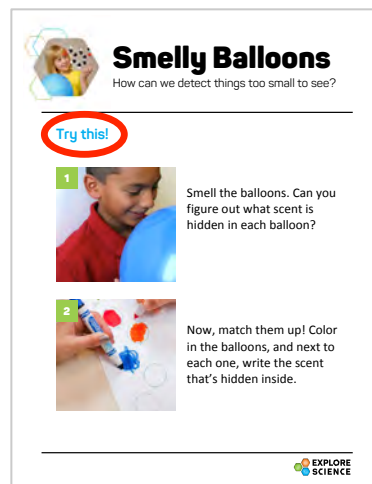 Smelly Balloons
How can we detect things too small to see?
Try this!
1
Smell the balloons. Can you
figure out what scent is
hidden in each balloon?
2
Now, match them up! Color
in the balloons, and next to
each one, write the scent
that's hidden inside.
EXPLORE
SCIENCE